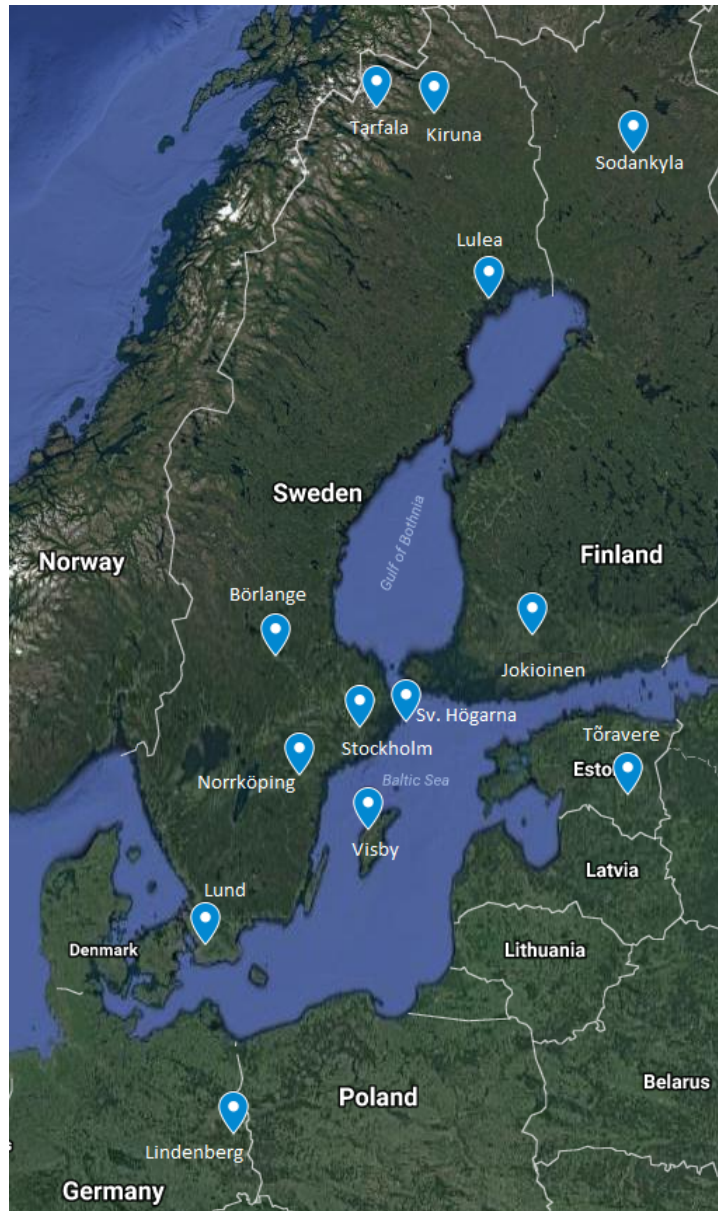 Tarfala
Kiruna
Sodankyla
Lulea
Sweden
Gulf of Bothnia
Norway
Finland
Börlange
Jokioinen
Sv. Högarna
Stockholm
Tõravere
Norrköping
Baltic Sea
Esto
Visby
Latvia
Lund
Denmark
Lithuania
Belarus
Poland
Lindenberg
Germany
s